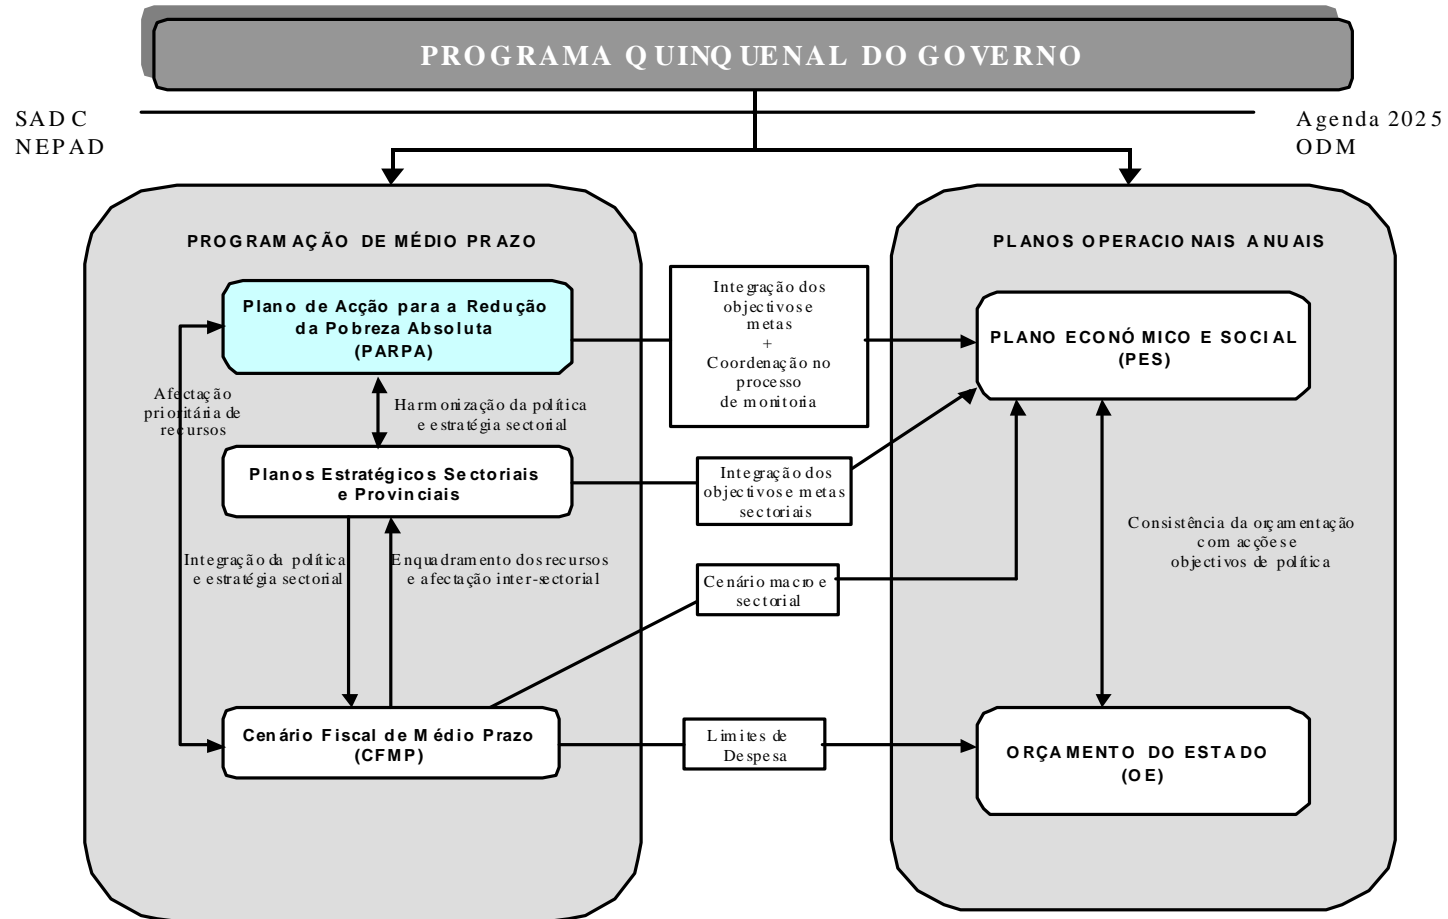 PROGRAMA QUINQUENAL DO GOVERNO
SADC
NEPAD
Agenda 2025
ODM
PROGRAMAÇÃO DE MÉDIO PRAZO
Plano de Acção para a Redução
da Pobreza Absoluta
(PARPA)
Afectação
prioritária de
recursos
Harmonização da política
e estratégia sectorial
Planos Estratégicos Sectoriais
e Provinciais
Integração da política
e estratégia sectorial
Enquadramento dos recursos
e afectação inter-sectorial
Cenário Fiscal de Médio Prazo
(CFMP)
Integração dos
objectivos e
metas
+
Coordenação no
processo
de monitoria
Integração dos
objectivos e metas
sectoriais
Cenário macro e
sectorial
Limites de
Despesa
PLANOS OPERACIONAIS ANUAIS
PLANO ECONÓMICO E SOCIAL
(PES)
Consistência da orçamentação
com acções e
objectivos de política
ORÇAMENTO DO ESTADO
(OE)